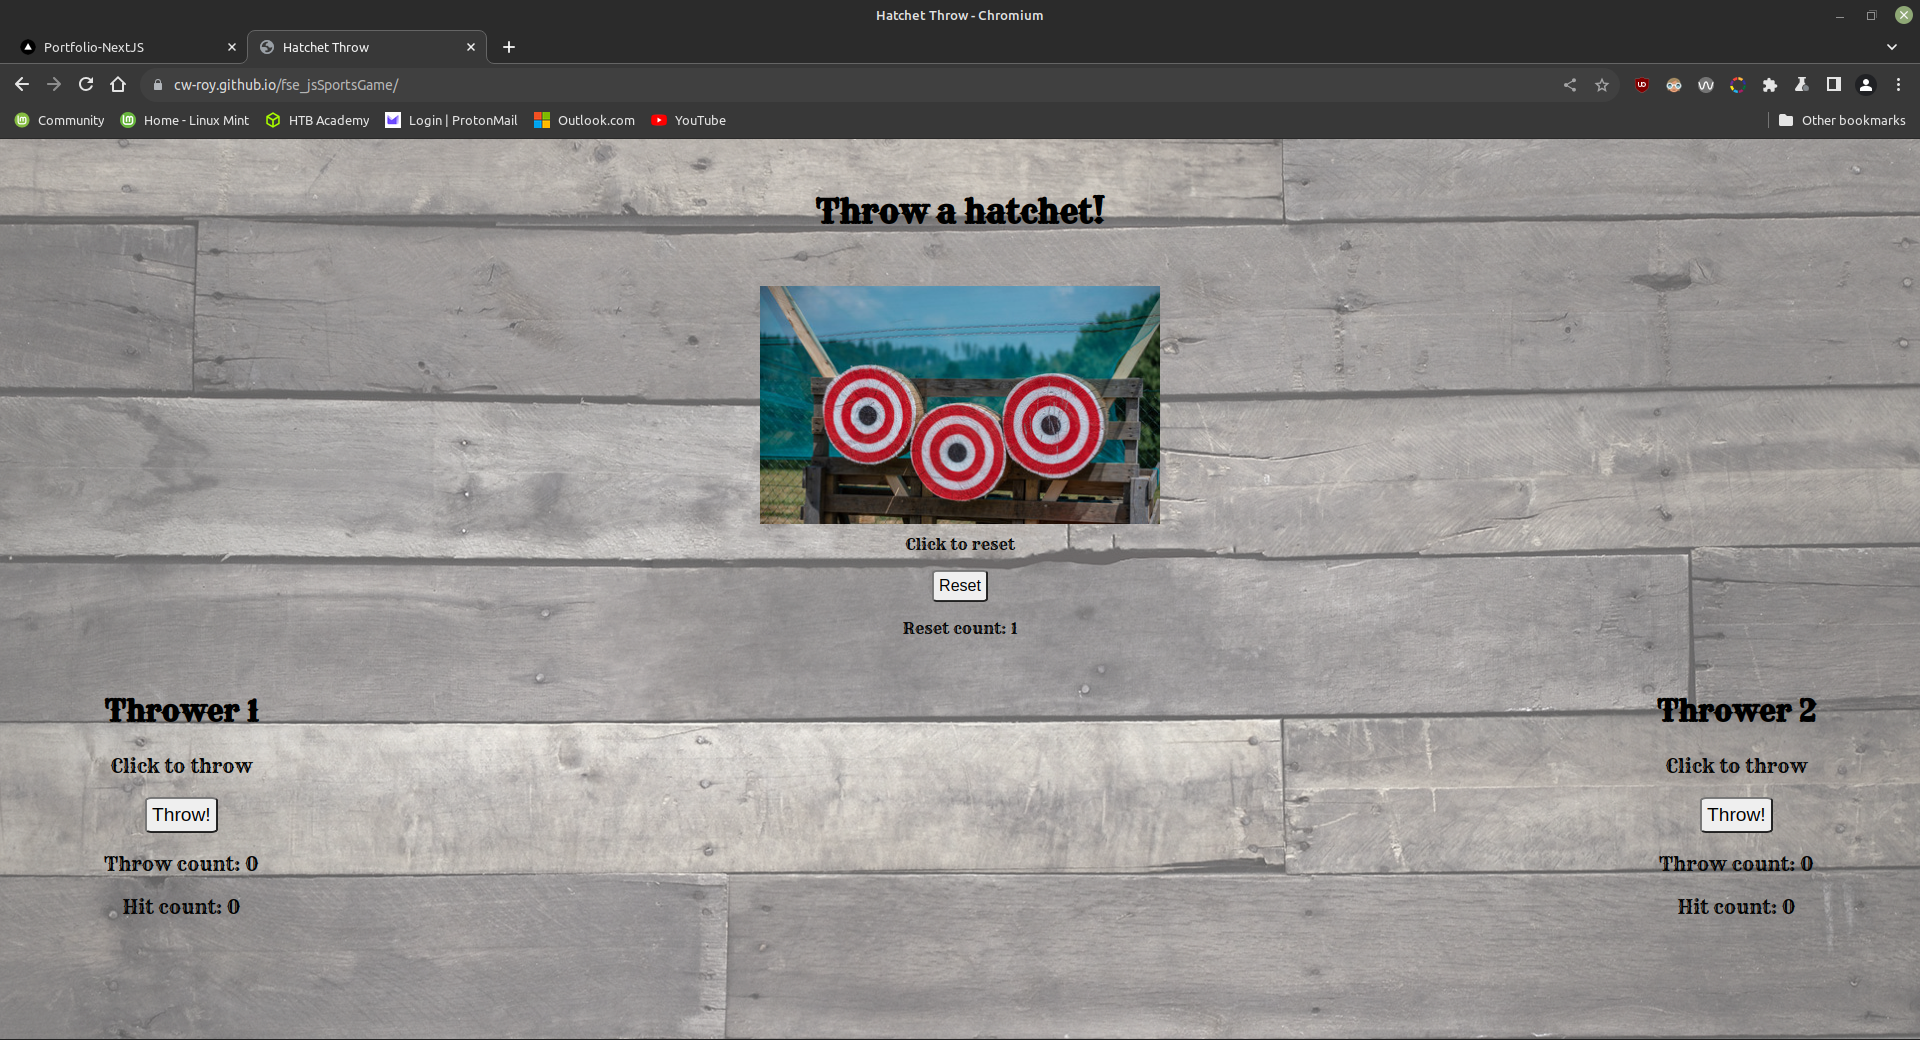 Hatchet Throw - Chromium
Portfolio-NextJS
Hatchet Throw
cw-roy.github.io/fse_jsSportsGame/
Community
Home - Linux Mint
HTB Academy
Login | ProtonMail
Outlook.com
YouTube
Other bookmarks
Throw a hatchet!
Click to reset
Reset
Reset count: 1
Thrower 1
Click to throw
Throw!
Throw count: 0
Hit count: 0
Thrower 2
Click to throw
Throw!
Throw count: 0
Hit count: 0